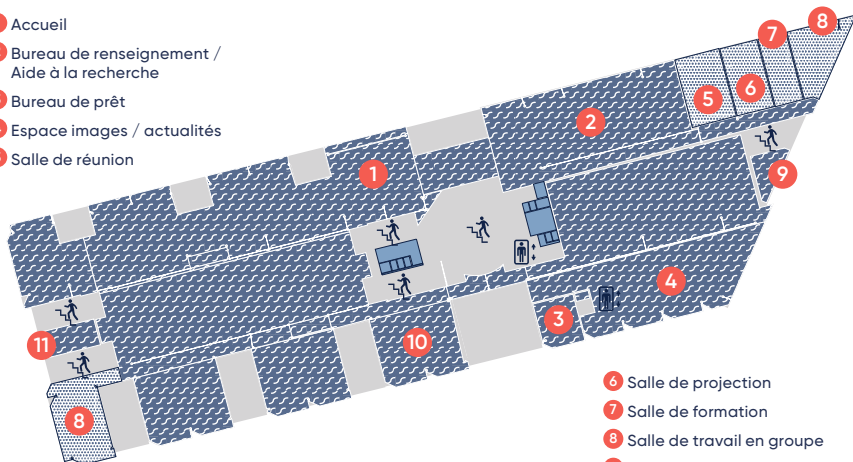 Accueil
Bureau de renseignement /
Aide à la recherche
Bureau de prêt
Espace images / actualités
Salle de réunion
8
7
6
5
2
1
9
4
3
10
11
8
6 Salle de projection
7 Salle de formation
8 Salle de travail en groupe